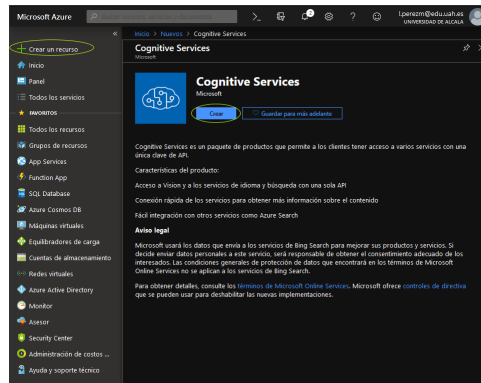 Microsoft Azure
l.perezm@edu.uah.es
UNIVERSIDAD DE ALCALA
Crear un recurso
Inicio
Panel
Todos los servicios
FAVORITOS
Todos los recursos
Grupos de recursos
App Services
Function App
SQL Database
Azure Cosmos DB
Máquinas virtuales
Equilibradores de carga
Cuentas de almacenamiento
Redes virtuales
Azure Active Directory
Monitor
Asesor
Security Center
Administración de costos ...
Ayuda y soporte técnico
Inicio > Nuevos > Cognitive Services
Cognitive Services
Microsoft
Cognitive Services
Microsoft
Crear
Guardar para más adelante
Cognitive Services es un paquete de productos que permite a los clientes tener acceso a varios servicios con una
única clave de API.
Características del producto:
Acceso a Vision y a los servicios de idioma y búsqueda con una sola API
Conexión rápida de los servicios para obtener más información sobre el contenido
Fácil integración con otros servicios como Azure Search
Aviso legal
Microsoft usará los datos que envía a los servicios de Bing Search para mejorar sus productos y servicios. Si
decide enviar datos personales a este servicio, será responsable de obtener el consentimiento adecuado de los
interesados. Las condiciones generales de protección de datos que encontrará en los términos de Microsoft
Online Services no se aplican a los servicios de Bing Search.
Para obtener detalles, consulte los términos de Microsoft Online Services. Microsoft ofrece controles de directiva
que se pueden usar para deshabilitar las nuevas implementaciones.